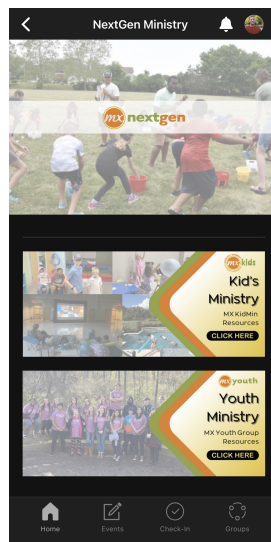 NextGen Ministry
mx nextgen
mx kids
Kid's
Ministry
MX KidMin
Resources
CLICK HERE
mx youth
Youth
Ministry
MX Youth Group
Resources
CLICK HERE
Home
Events
Check-In
Groups